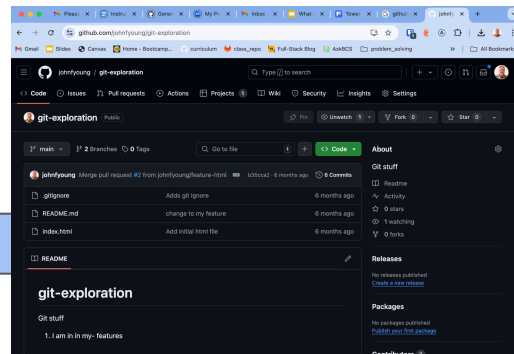 Pleas
Instru
Gener
My Pr
Inbox
What
Tower
github
johnfy
github.com/johnfyoung/git-exploration
Gmail Slides Canvas Home - Bootcamp... curriculum class_repo Full-Stack Blog AskBCS problem_solving » All Bookmark
johnfyoung / git-exploration
Type / to search
Code Issues Pull requests Actions Projects 1 Wiki Security Insights Settings
git-exploration Public
Pin Unwatch 1 Fork 0 Star 0
main 2 Branches 0 Tags
Go to file t + Code
johnfyoung Merge pull request #2 from johnfyoung/feature-html
b35cca2 · 6 months ago 6 Commits
.gitignore Adds git ignore 6 months ago
README.md change to my feature 6 months ago
index.html Add initial html file 6 months ago
README
git-exploration
Git stuff
1. I am in in my- features
About
Git stuff
Readme
Activity
0 stars
1 watching
0 forks
Releases
No releases published
Create a new release
Packages
No packages published
Publish your first package